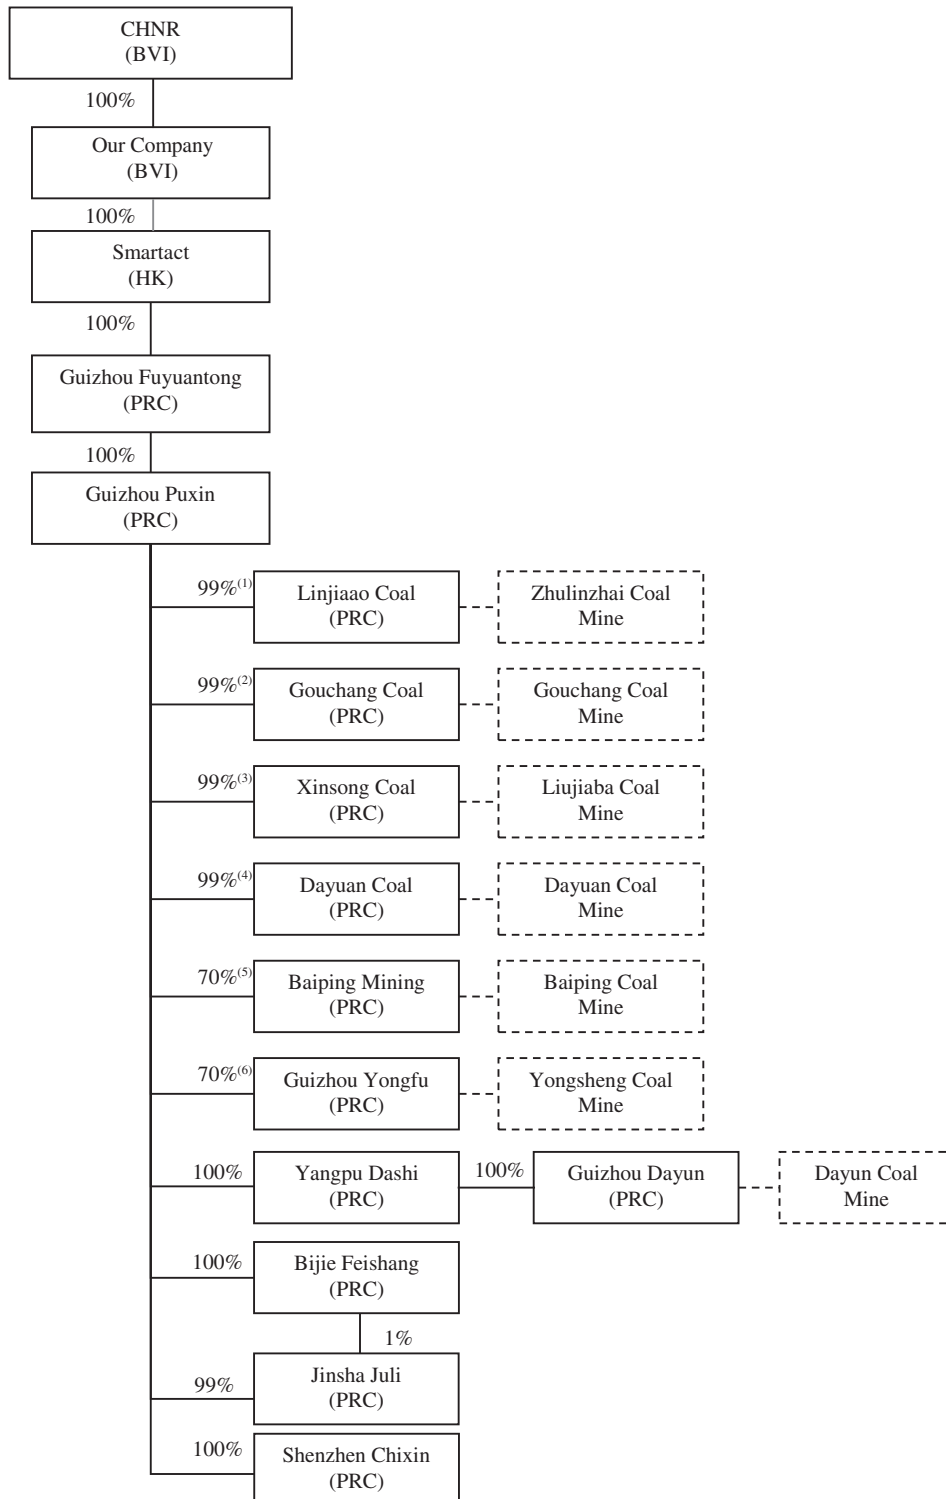 CHNR
(BVI)
100%
Our Company
(BVI)
100%
Smartact
(HK)
100%
Guizhou Fuyuantong
(PRC)
100%
Guizhou Puxin
(PRC)
99%(1)
Linjiaao Coal
(PRC)
Zhulinzhai Coal
Mine
99%(2)
Gouchang Coal
(PRC)
Gouchang Coal
Mine
99%(3)
Xinsong Coal
(PRC)
Liujiaba Coal
Mine
99%(4)
Dayuan Coal
(PRC)
Dayuan Coal
Mine
70%(5)
Baiping Mining
(PRC)
Baiping Coal
Mine
70%(6)
Guizhou Yongfu
(PRC)
Yongsheng Coal
Mine
100%
Yangpu Dashi
(PRC)
100%
Guizhou Dayun
(PRC)
Dayun Coal
Mine
100%
Bijie Feishang
(PRC)
1%
99%
Jinsha Juli
(PRC)
100%
Shenzhen Chixin
(PRC)